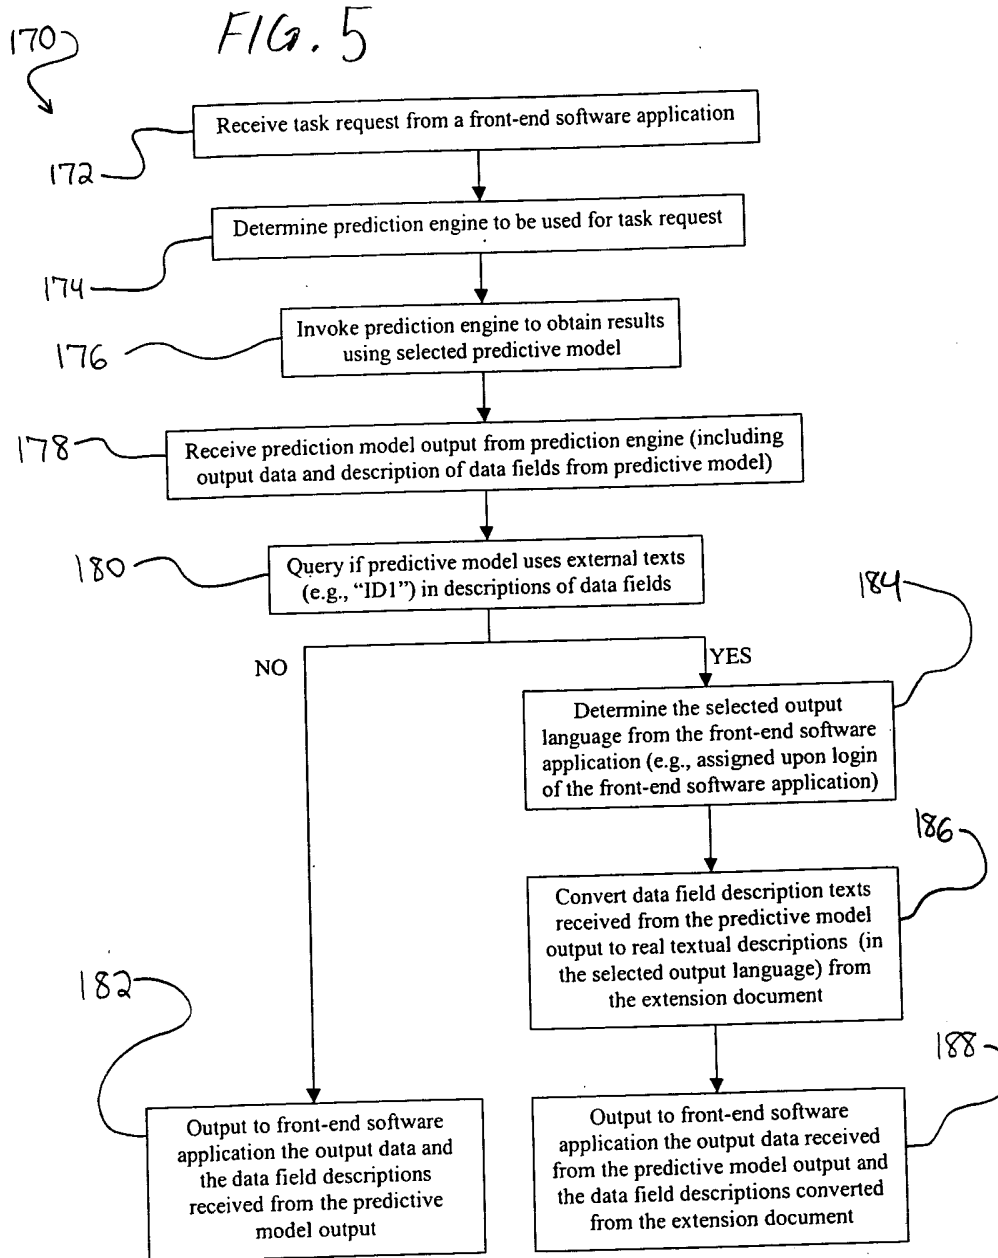 170
FIG. 5
Receive task request from a front-end software application
172
Determine prediction engine to be used for task request
174
Invoke prediction engine to obtain results
using selected predictive model
176
178
Receive prediction model output from prediction engine (including
output data and description of data fields from predictive model)
180
Query if predictive model uses external texts
(e.g., “ID1”) in descriptions of data fields
184
NO
YES
Determine the selected output
language from the front-end software
application (e.g., assigned upon login
of the front-end software application)
186
Convert data field description texts
received from the predictive model
output to real textual descriptions (in
the selected output language) from
the extension document
182
188
Output to front-end software
application the output data and
the data field descriptions
received from the predictive
model output
Output to front-end software
application the output data received
from the predictive model output and
the data field descriptions converted
from the extension document